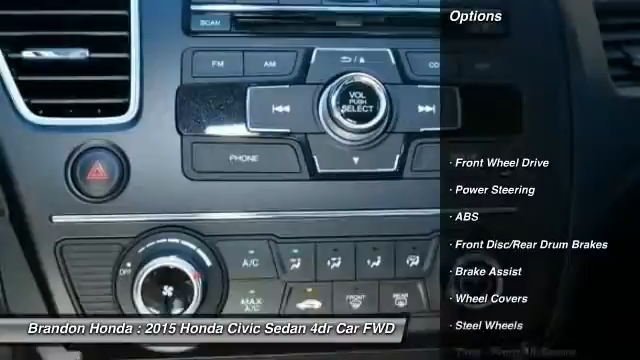 Options
SCAN
FM
AM
VOL
PUSH
SELECT
PHONE
OFF
A/C
MAX
A/C
FRONT
REAR
· Front Wheel Drive
· Power Steering
· ABS
· Front Disc/Rear Drum Brakes
· Brake Assist
· Wheel Covers
· Steel Wheels
Brandon Honda : 2015 Honda Civic Sedan 4dr Car FWD